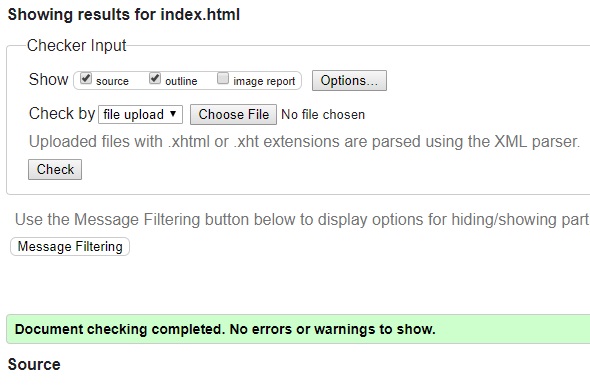 Showing results for index.html
Checker Input
Show source outline image report Options...
Check by file upload Choose File No file chosen
Uploaded files with .xhtml or .xht extensions are parsed using the XML parser.
Check
Use the Message Filtering button below to display options for hiding/showing part
Message Filtering
Document checking completed. No errors or warnings to show.
Source